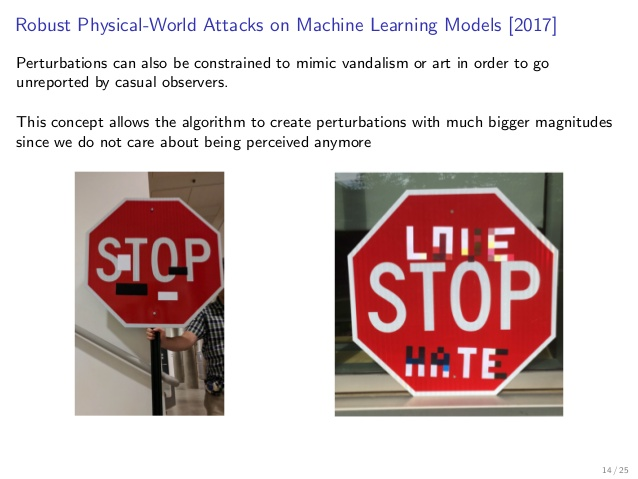 Robust Physical-World Attacks on Machine Learning Models [2017]
Perturbations can also be constrained to mimic vandalism or art in order to go
unreported by casual observers.
This concept allows the algorithm to create perturbations with much bigger magnitudes
since we do not care about being perceived anymore
STOP
LOVE
STOP
HATE
14 / 25